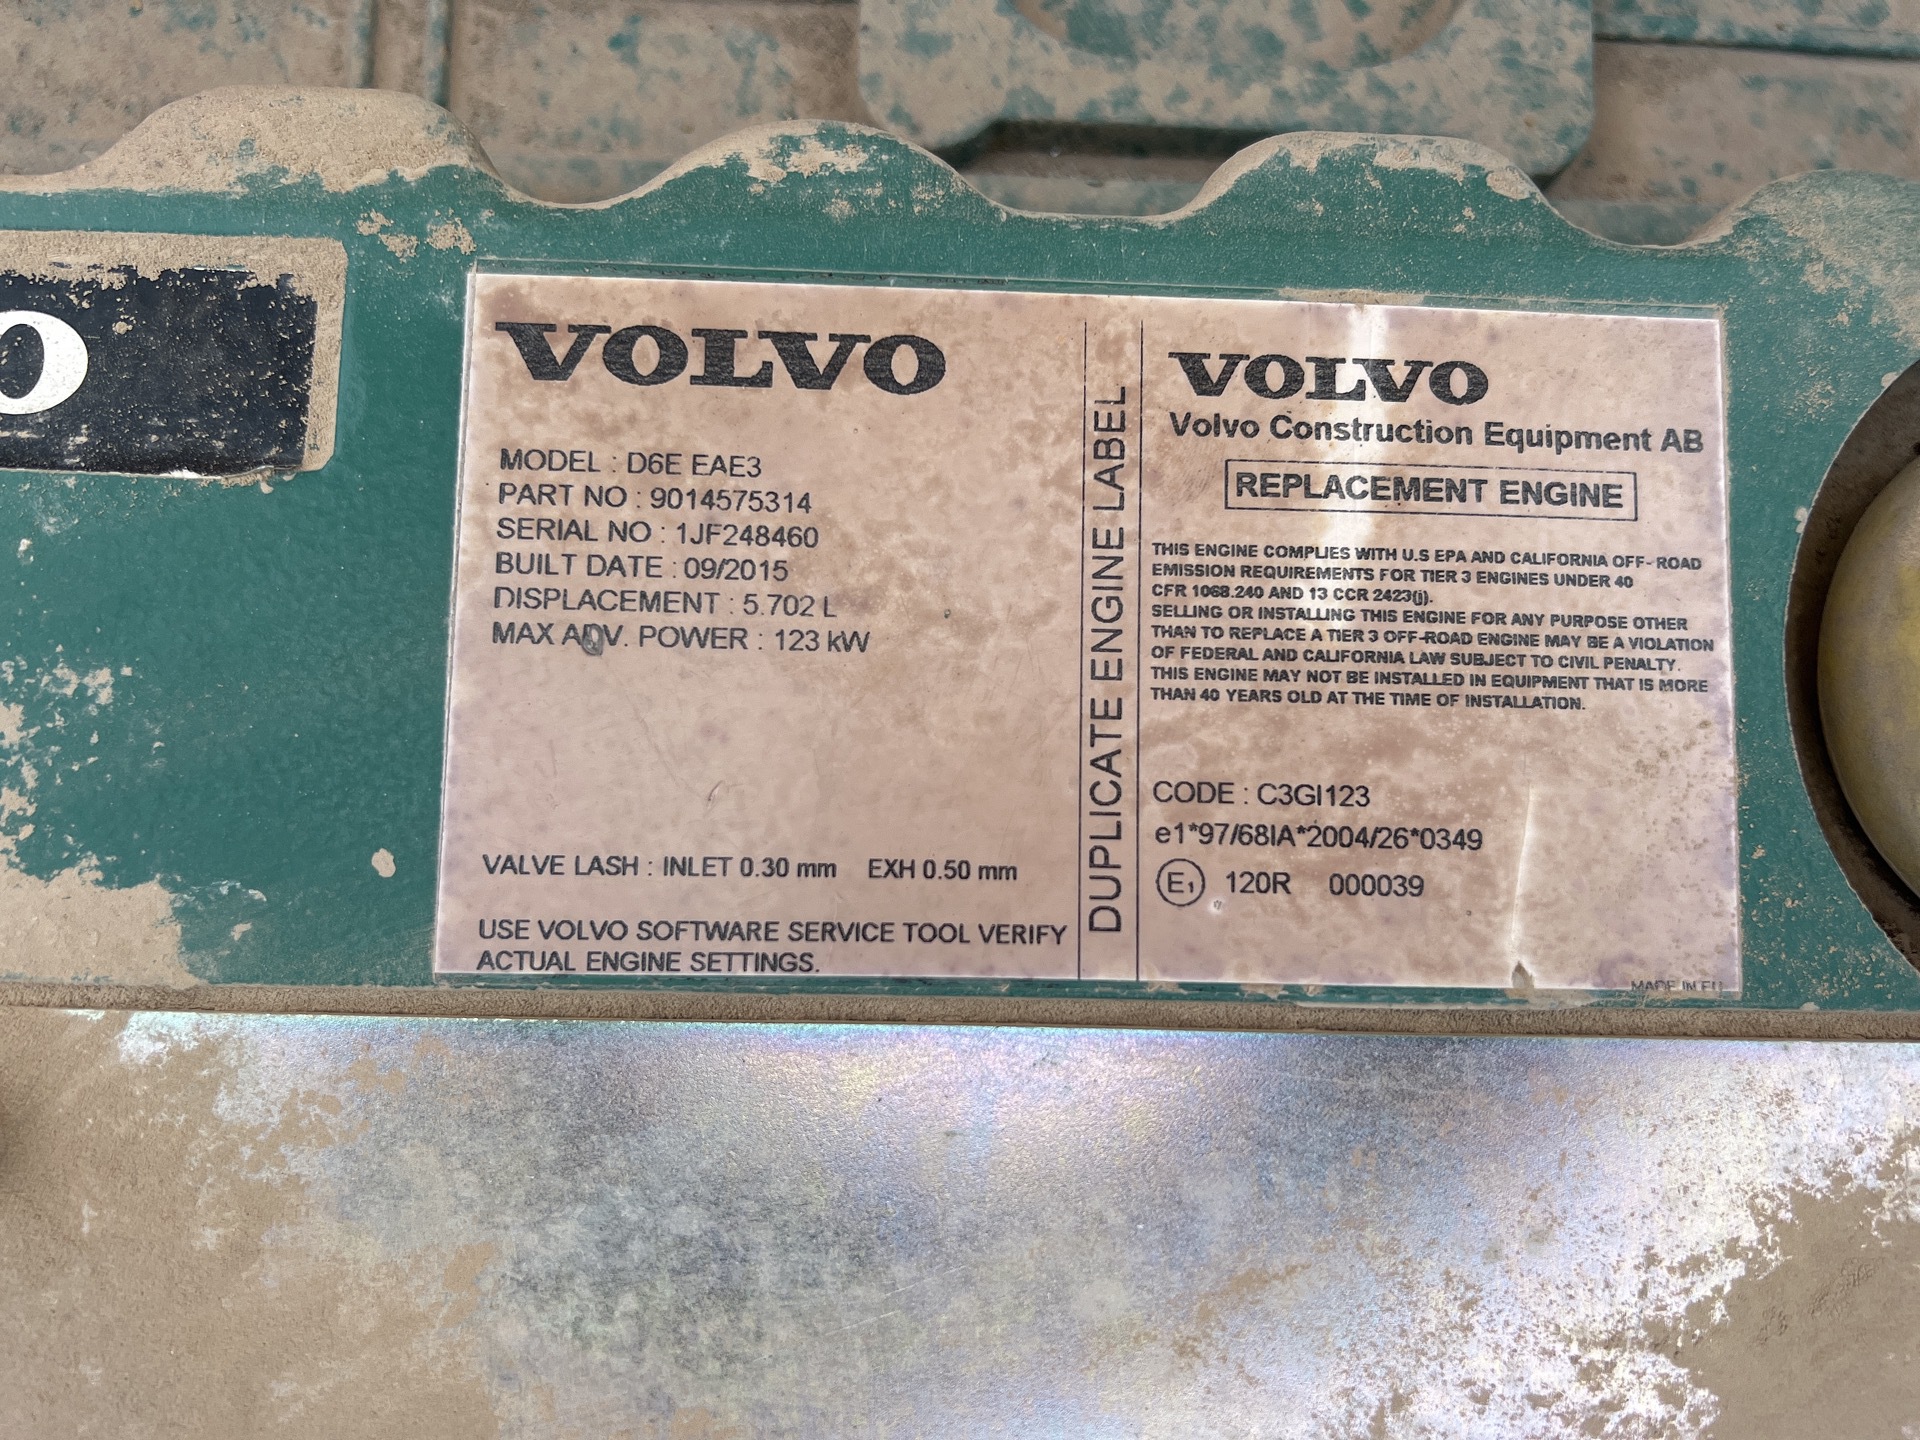 O
VOLVO
MODEL : D6E EAE3
PART NO : 9014575314
SERIAL NO : 1JF248460
BUILT DATE : 09/2015
DISPLACEMENT : 5.702 L
MAX ADV. POWER : 123 kW
VALVE LASH : INLET 0.30 mm EXH 0.50 mm
USE VOLVO SOFTWARE SERVICE TOOL VERIFY
ACTUAL ENGINE SETTINGS.
DUPLICATE ENGINE LABEL
VOLVO
Volvo Construction Equipment AB
REPLACEMENT ENGINE
THIS ENGINE COMPLIES WITH U.S EPA AND CALIFORNIA OFF-ROAD
EMISSION REQUIREMENTS FOR TIER 3 ENGINES UNDER 40
CFR 1068.240 AND 13 CCR 2423(j).
SELLING OR INSTALLING THIS ENGINE FOR ANY PURPOSE OTHER
THAN TO REPLACE A TIER 3 OFF-ROAD ENGINE MAY BE A VIOLATION
OF FEDERAL AND CALIFORNIA LAW SUBJECT TO CIVIL PENALTY.
THIS ENGINE MAY NOT BE INSTALLED IN EQUIPMENT THAT IS MORE
THAN 40 YEARS OLD AT THE TIME OF INSTALLATION.
CODE : C3GI123
e1*97/68IA*2004/26*0349
E1 120R 000039
MADE IN EU